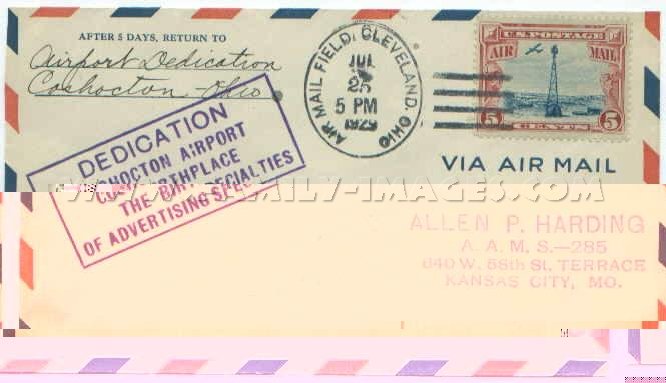 AFTER 5 DAYS, RETURN TO
Airport Dedication
Coshocton Ohio
AIR MAIL FIELD, CLEVELAND, OHIO
JUL
25
5 PM
1929
U.S. POSTAGE
AIR MAIL
5 CENTS 5
VIA AIR MAIL
DEDICATION
COSHOCTON AIRPORT
THE BIRTHPLACE
OF ADVERTISING SPECIALTIES
ALLEN P. HARDING
A. A. M. S.—285
640 W. 58th St. TERRACE
KANSAS CITY, MO.